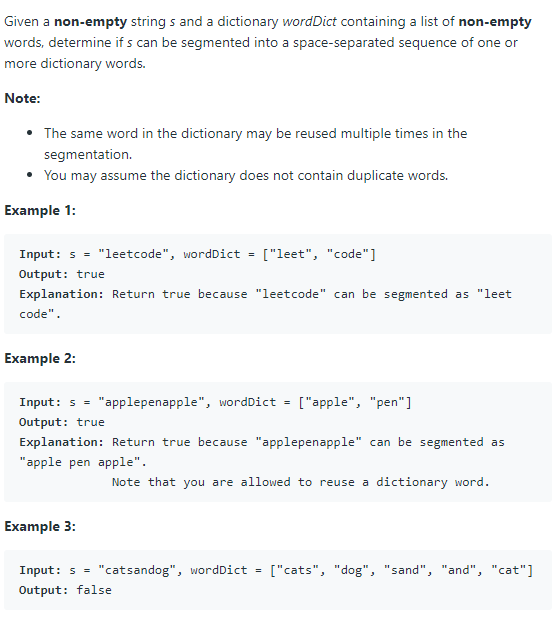 Given a non-empty string s and a dictionary wordDict containing a list of non-empty
words, determine if s can be segmented into a space-separated sequence of one or
more dictionary words.
Note:
• The same word in the dictionary may be reused multiple times in the
segmentation.
• You may assume the dictionary does not contain duplicate words.
Example 1:
Input: s = "leetcode", wordDict = ["leet", "code"]
Output: true
Explanation: Return true because "leetcode" can be segmented as "leet
code".
Example 2:
Input: s = "applepenapple", wordDict = ["apple", "pen"]
Output: true
Explanation: Return true because "applepenapple" can be segmented as
"apple pen apple".
Note that you are allowed to reuse a dictionary word.
Example 3:
Input: s = "catsandog", wordDict = ["cats", "dog", "sand", "and", "cat"]
Output: false